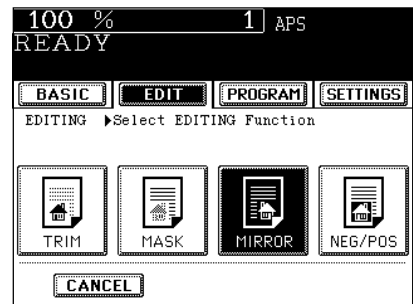 100 % 1 APS
READY
BASIC EDIT PROGRAM SETTINGS
EDITING ▶Select EDITING Function
TRIM MASK MIRROR NEG/POS
CANCEL